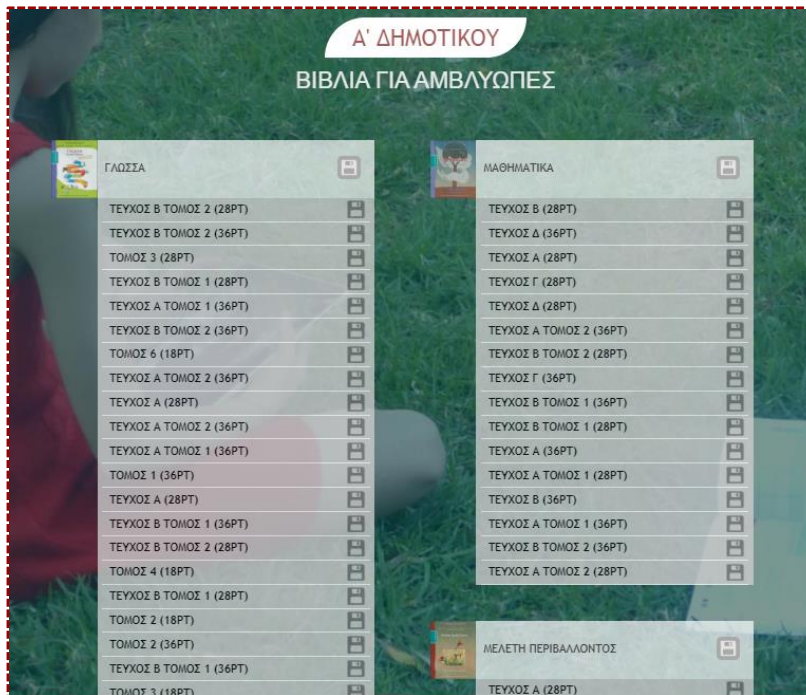 Α' ΔΗΜΟΤΙΚΟΥ
ΒΙΒΛΙΑ ΓΙΑ ΑΜΒΛΥΩΠΕΣ
ΓΛΩΣΣΑ
ΤΕΥΧΟΣ Β ΤΟΜΟΣ 2 (28PT)
ΤΕΥΧΟΣ Β ΤΟΜΟΣ 2 (36PT)
ΤΟΜΟΣ 3 (28PT)
ΤΕΥΧΟΣ Β ΤΟΜΟΣ 1 (28PT)
ΤΕΥΧΟΣ Α ΤΟΜΟΣ 1 (36PT)
ΤΕΥΧΟΣ Β ΤΟΜΟΣ 2 (36PT)
ΤΟΜΟΣ 6 (18PT)
ΤΕΥΧΟΣ Α ΤΟΜΟΣ 2 (36PT)
ΤΕΥΧΟΣ Α (28PT)
ΤΕΥΧΟΣ Α ΤΟΜΟΣ 2 (36PT)
ΤΕΥΧΟΣ Α ΤΟΜΟΣ 1 (36PT)
ΤΟΜΟΣ 1 (36PT)
ΤΕΥΧΟΣ Α (28PT)
ΤΕΥΧΟΣ Β ΤΟΜΟΣ 1 (36PT)
ΤΕΥΧΟΣ Β ΤΟΜΟΣ 2 (28PT)
ΤΟΜΟΣ 4 (18PT)
ΤΕΥΧΟΣ Β ΤΟΜΟΣ 1 (28PT)
ΤΟΜΟΣ 2 (18PT)
ΤΟΜΟΣ 2 (36PT)
ΤΕΥΧΟΣ Β ΤΟΜΟΣ 1 (36PT)
ΤΟΜΟΣ 3 (18PT)
ΜΑΘΗΜΑΤΙΚΑ
ΤΕΥΧΟΣ Β (28PT)
ΤΕΥΧΟΣ Δ (36PT)
ΤΕΥΧΟΣ Α (28PT)
ΤΕΥΧΟΣ Γ (28PT)
ΤΕΥΧΟΣ Δ (28PT)
ΤΕΥΧΟΣ Α ΤΟΜΟΣ 2 (36PT)
ΤΕΥΧΟΣ Β ΤΟΜΟΣ 2 (28PT)
ΤΕΥΧΟΣ Γ (36PT)
ΤΕΥΧΟΣ Β ΤΟΜΟΣ 1 (36PT)
ΤΕΥΧΟΣ Β ΤΟΜΟΣ 1 (28PT)
ΤΕΥΧΟΣ Α (36PT)
ΤΕΥΧΟΣ Α ΤΟΜΟΣ 1 (28PT)
ΤΕΥΧΟΣ Β (36PT)
ΤΕΥΧΟΣ Α ΤΟΜΟΣ 1 (36PT)
ΤΕΥΧΟΣ Β ΤΟΜΟΣ 2 (36PT)
ΤΕΥΧΟΣ Α ΤΟΜΟΣ 2 (28PT)
ΜΕΛΕΤΗ ΠΕΡΙΒΑΛΛΟΝΤΟΣ
ΤΕΥΧΟΣ Α (28PT)